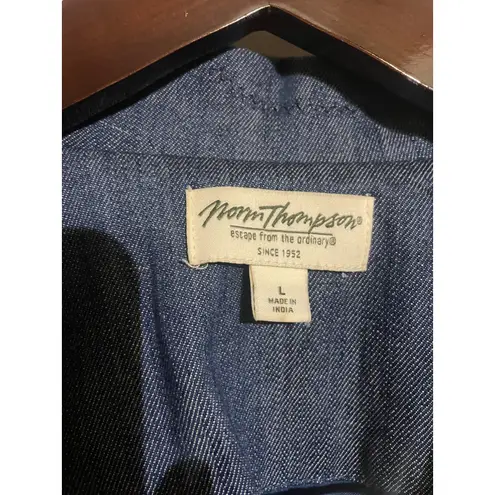 Norm Thompson®
escape from the ordinary®
SINCE 1952
L
MADE IN
INDIA